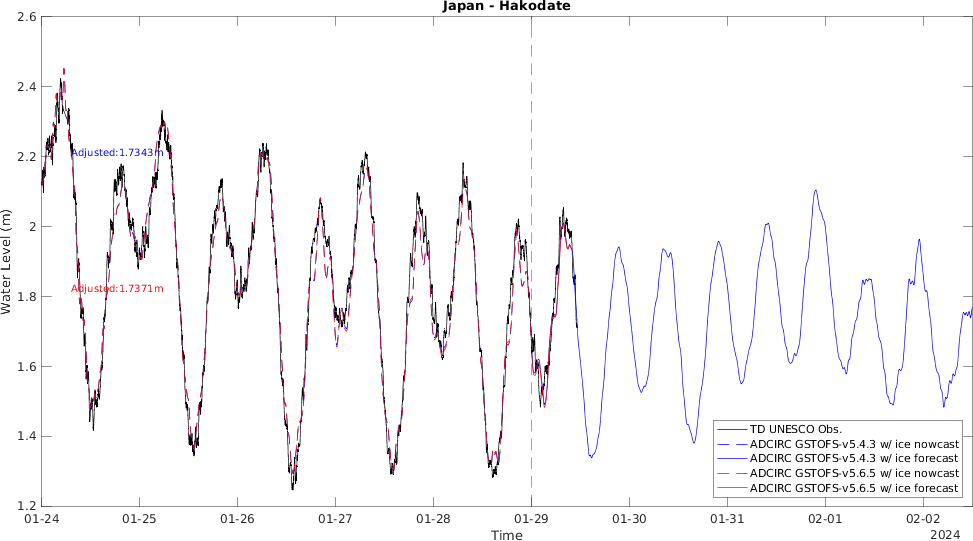 Japan - Hakodate
Water Level (m)
2.6
2.4
2.2
2
1.8
1.6
1.4
1.2
Adjusted:1.7343m
Adjusted:1.7371m
TD UNESCO Obs.
ADCIRC GSTOFS-v5.4.3 w/ ice nowcast
ADCIRC GSTOFS-v5.4.3 w/ ice forecast
ADCIRC GSTOFS-v5.6.5 w/ ice nowcast
ADCIRC GSTOFS-v5.6.5 w/ ice forecast
01-24 01-25 01-26 01-27 01-28 01-29 01-30 01-31 02-01 02-02
Time
2024